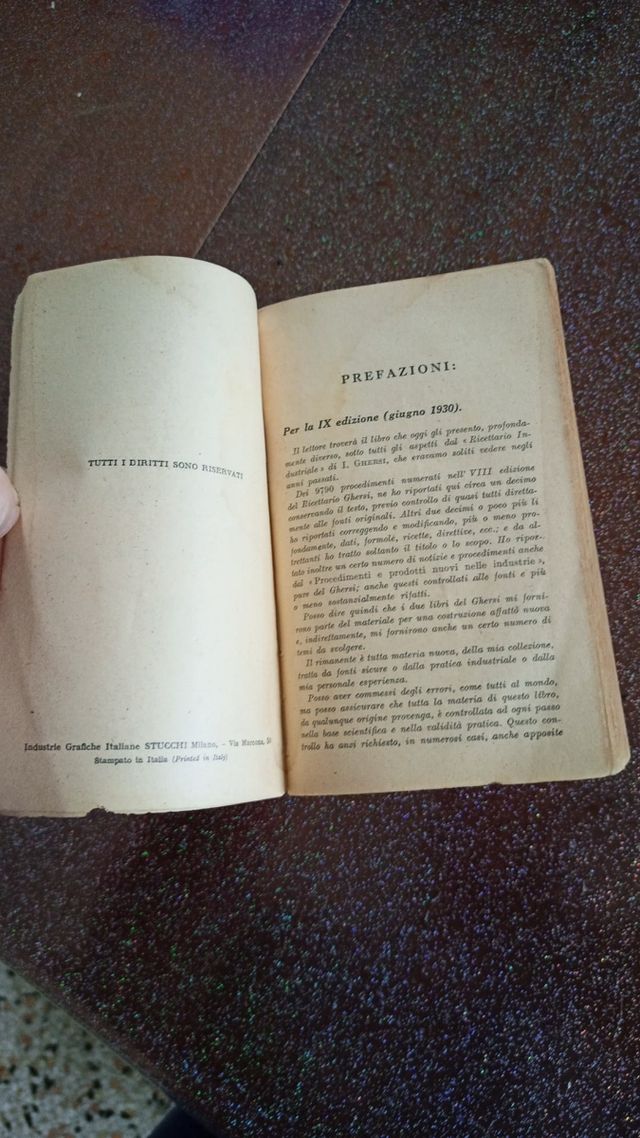 TUTTI I DIRITTI SONO RISERVATI
Industrie Grafiche Italiane STUCCHI Milano, - Via Marcona, 50
Stampato in Italia (Printed in Italy)
PREFAZIONI:
Per la IX edizione (giugno 1930).
Il lettore troverà il libro che oggi gli presento, profonda-
mente diverso, sotto tutti gli aspetti dal « Ricettario In-
dustriale » di I. GHERSI, che eravamo soliti vedere negli
anni passati.
Dei 9790 procedimenti numerati nell' VIII edizione
del Ricettario Ghersi, ne ho riportati qui circa un decimo
conservando il testo, previo controllo di quasi tutti diretta-
mente alle fonti originali. Altri due decimi o poco più li
ho riportati correggendo e modificando, più o meno pro-
fondamente, dati, formole, ricette, direttive, ecc.; e da al-
trettanti ho tratto soltanto il titolo o lo scopo. Ho ripor-
tato inoltre un certo numero di notizie e procedimenti anche
dal «Procedimenti e prodotti nuovi nelle industrie»,
pure del Ghersi; anche questi controllati alle fonti e più
o meno sostanzialmente rifatti.
Posso dire quindi che i due libri del Ghersi mi forni-
rono parte del materiale per una costruzione affatto nuova
e, indirettamente, mi fornirono anche un certo numero di
temi da svolgere.
Il rimanente è tutta materia nuova, della mia collezione,
tratta da fonti sicure o dalla pratica industriale o dalla
mia personale esperienza.
Posso aver commessi degli errori, come tutti al mondo,
ma posso assicurare che tutta la materia di questo libro,
da qualunque origine provenga, è controllata ad ogni passo
nella base scientifica e nella validità pratica. Questo con-
trollo ha anzi richiesto, in numerosi casi, anche apposite